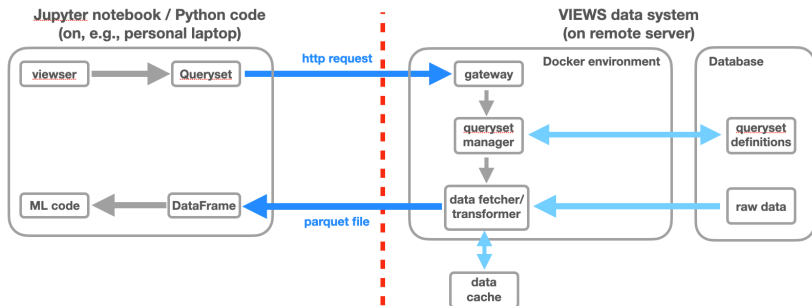 Jupyter notebook / Python code
(on, e.g., personal laptop)
VIEWS data system
(on remote server)
http request
Docker environment
Database
viewser
Queryset
gateway
queryset
manager
queryset
definitions
ML code
DataFrame
data fetcher/
transformer
raw data
parquet file
data
cache